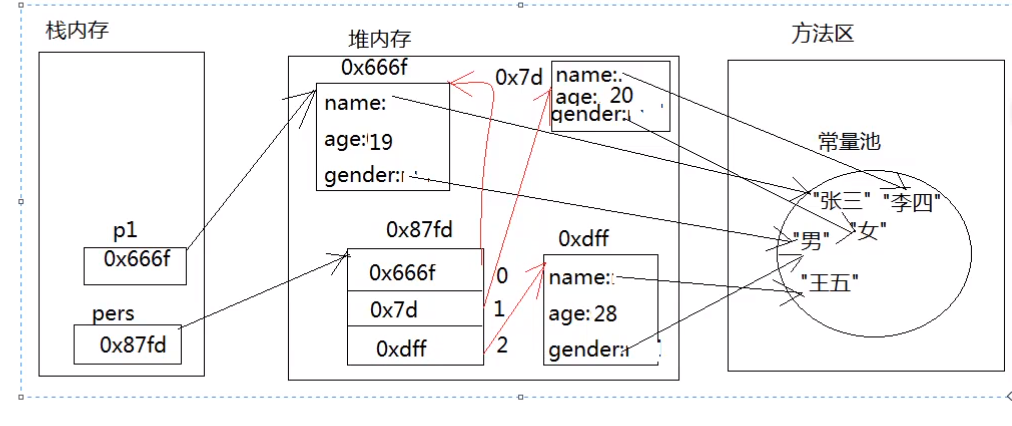 栈内存
堆内存
方法区
0x666f
name:
age:19
gender:
0x7d
name:
age: 20
gender:
常量池
"张三"
"李四"
"男"
"女"
"王五"
p1
0x666f
pers
0x87fd
0x87fd
0x666f
0
0x7d
1
0xdff
2
0xdff
name:
age: 28
gender: